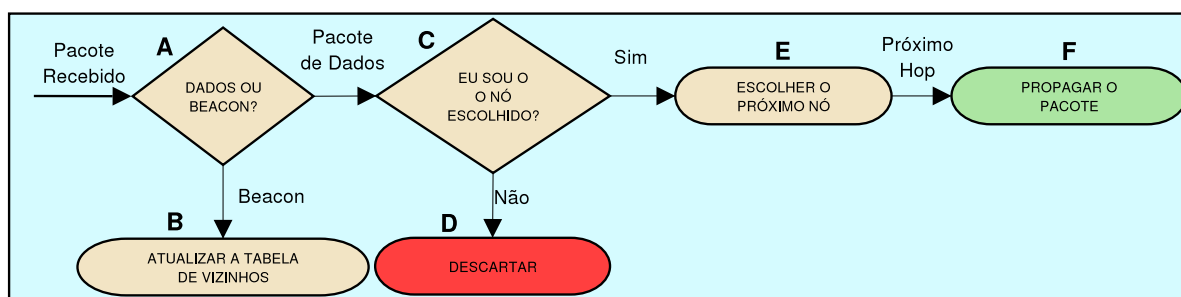 Pacote
Recebido
A
DADOS OU
BEACON?
Pacote
de Dados
C
EU SOU O
O NÓ
ESCOLHIDO?
Sim
E
ESCOLHER O
PRÓXIMO NÓ
Próximo
Hop
F
PROPAGAR O
PACOTE
Beacon
B
ATUALIZAR A TABELA
DE VIZINHOS
Não
D
DESCARTAR